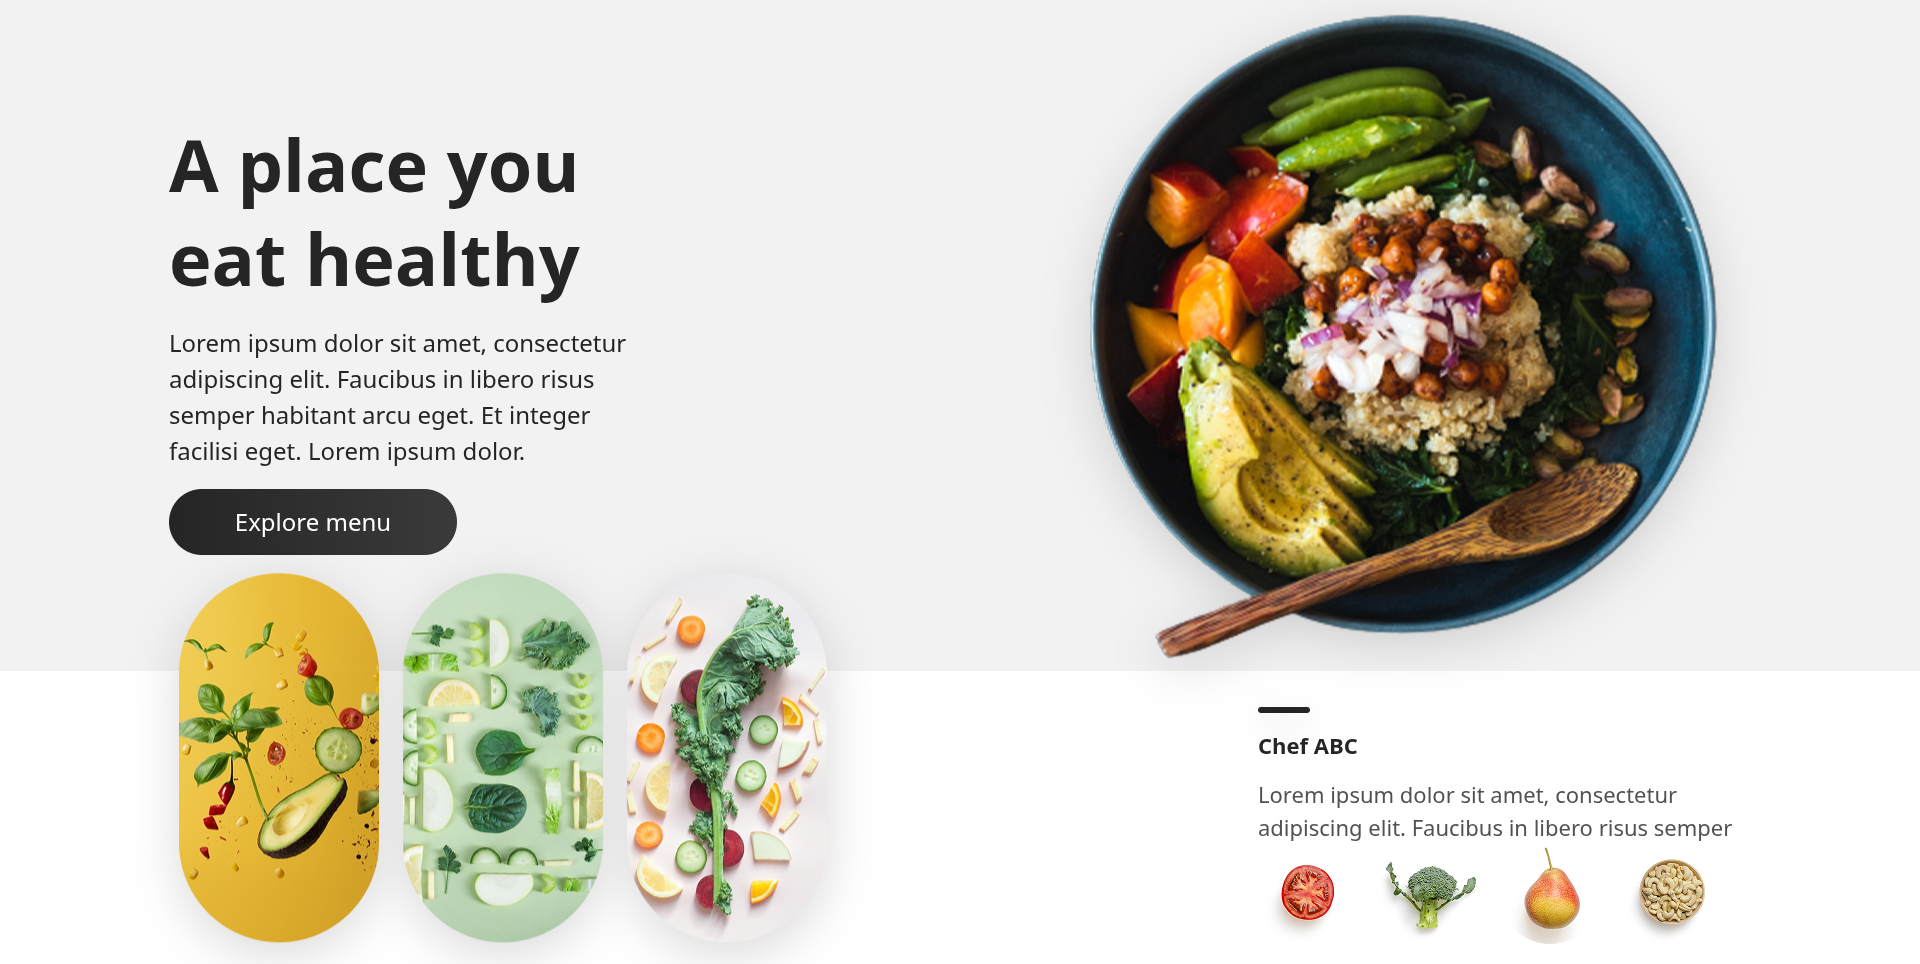 A place you
eat healthy
Lorem ipsum dolor sit amet, consectetur
adipiscing elit. Faucibus in libero risus
semper habitant arcu eget. Et integer
facilisi eget. Lorem ipsum dolor.
Explore menu
Chef ABC
Lorem ipsum dolor sit amet, consectetur
adipiscing elit. Faucibus in libero risus semper